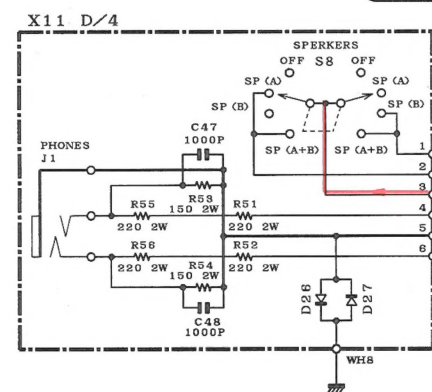 X11 D/4
SPERKERS
OFF S8 OFF
SP (A) SP (A)
SP (B) SP (B)
SP (A+B) SP (A+B)
C47
1000P
PHONES
J1
R53
150 2W
R55 R51
220 2W 220 2W
R56 R52
220 2W 220 2W
R54
150 2W
C48
1000P
D26 D27
WH8
1
2
3
4
5
6